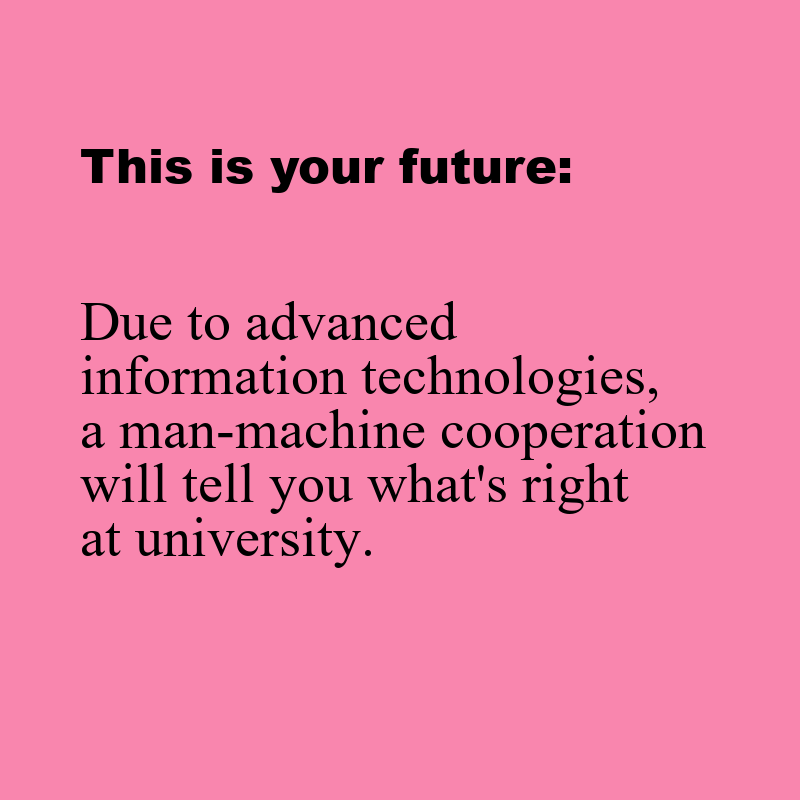 This is your future:
Due to advanced
information technologies,
a man-machine cooperation
will tell you what's right
at university.